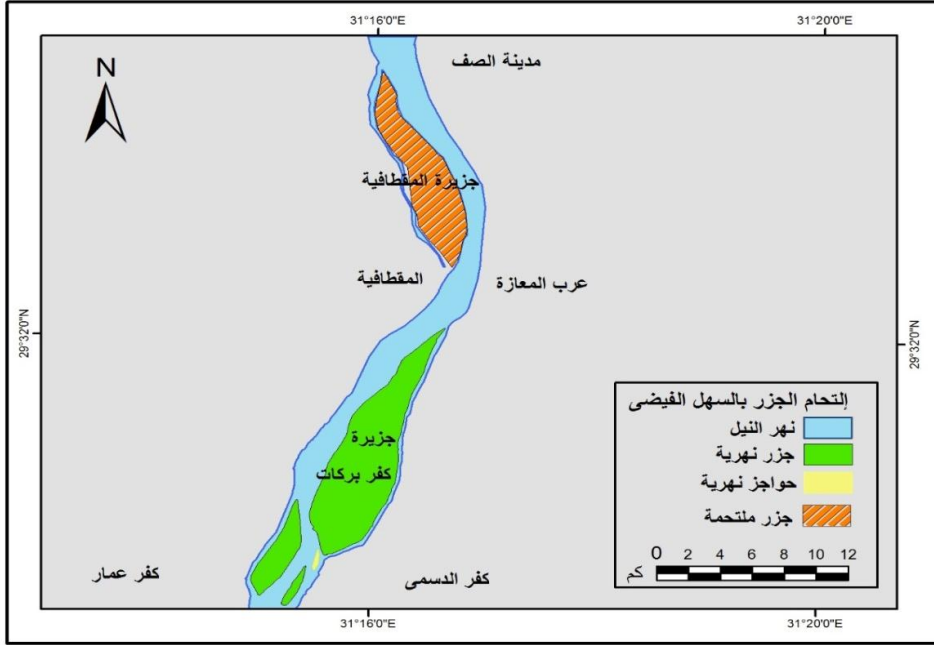 31°16'0"E
31°20'0"E
مدينة الصف
N
جزيرة المقطافية
المقطافية
عرب المعازة
29°32'0"N
29°32'0"N
إلتحام الجزر بالسهل الفيضى
نهر النيل
جزر نهرية
حواجز نهرية
جزر ملتحمة
0 2 4 6 8 10 12
كم
جزيرة
كفر بركات
كفر عمار
كفر الدسمى
31°16'0"E
31°20'0"E